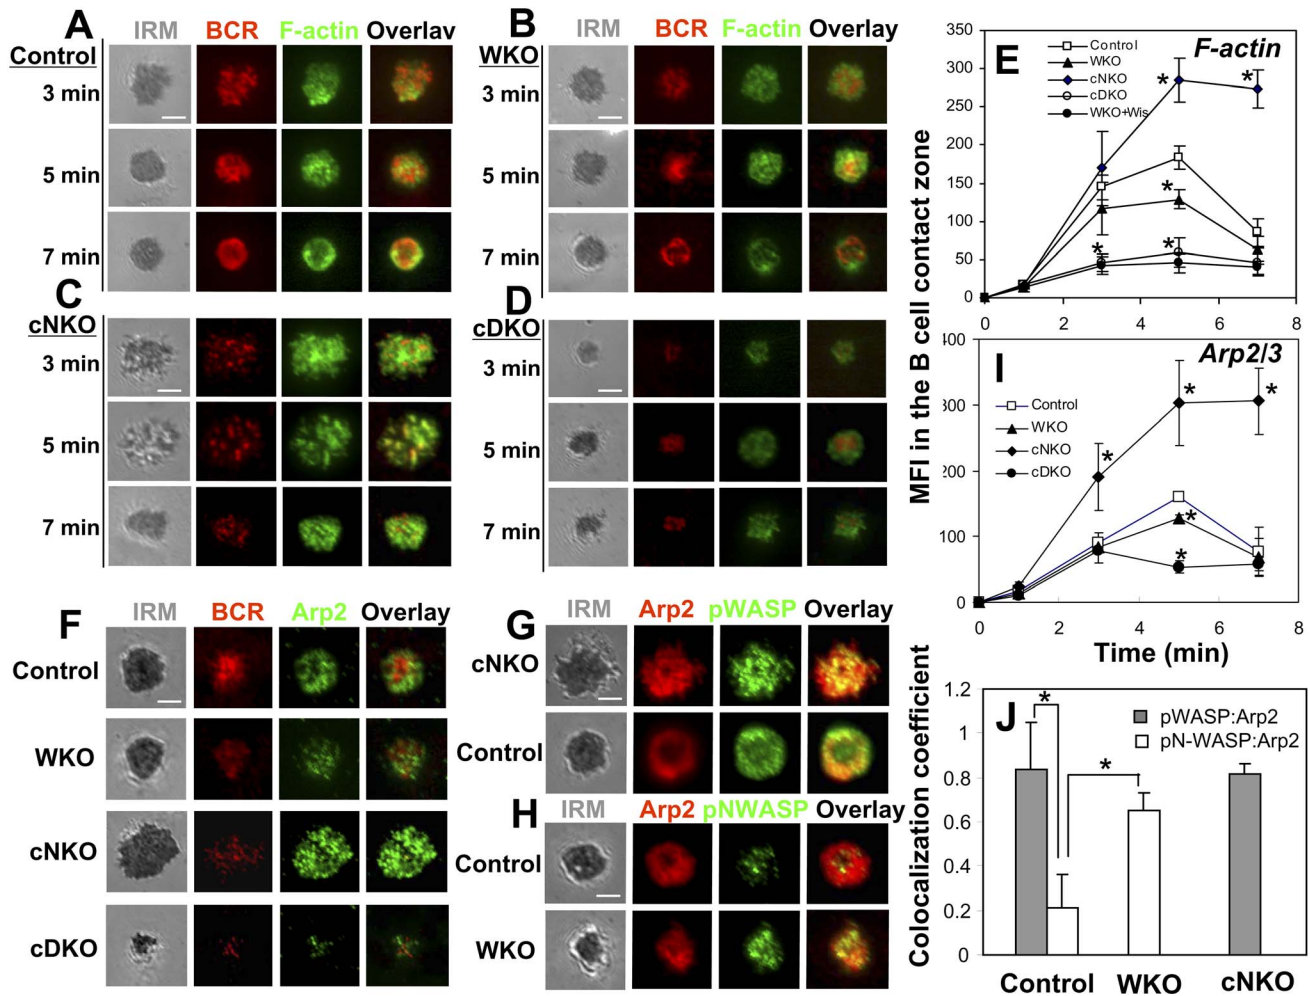 A
IRM BCR F-actin Overlav
Control
3 min
5 min
7 min
B
IRM BCR F-actin Overlay
WKO
3 min
5 min
7 min
C
cNKO
3 min
5 min
7 min
D
cDKO
3 min
5 min
7 min
E
F-actin
Control
WKO
cNKO
cDKO
WKO+Wis
350
300
250
200
150
100
50
0
0 2 4 6 8
* *
*
* *
MFI in the B cell contact zone
F
IRM BCR Arp2 Overlay
Control
WKO
cNKO
cDKO
G
IRM Arp2 pWASP Overlay
cNKO
Control
H
IRM Arp2 pNWASP Overlay
Control
WKO
I
Arp2/3
Control
WKO
cNKO
cDKO
400
300
200
100
0
0 2 4 6 8
* * *
*
*
Time (min)
J
pWASP:Arp2
pN-WASP:Arp2
1.2
1
0.8
0.6
0.4
0.2
0
* *
Colocalization coefficient
Control WKO cNKO